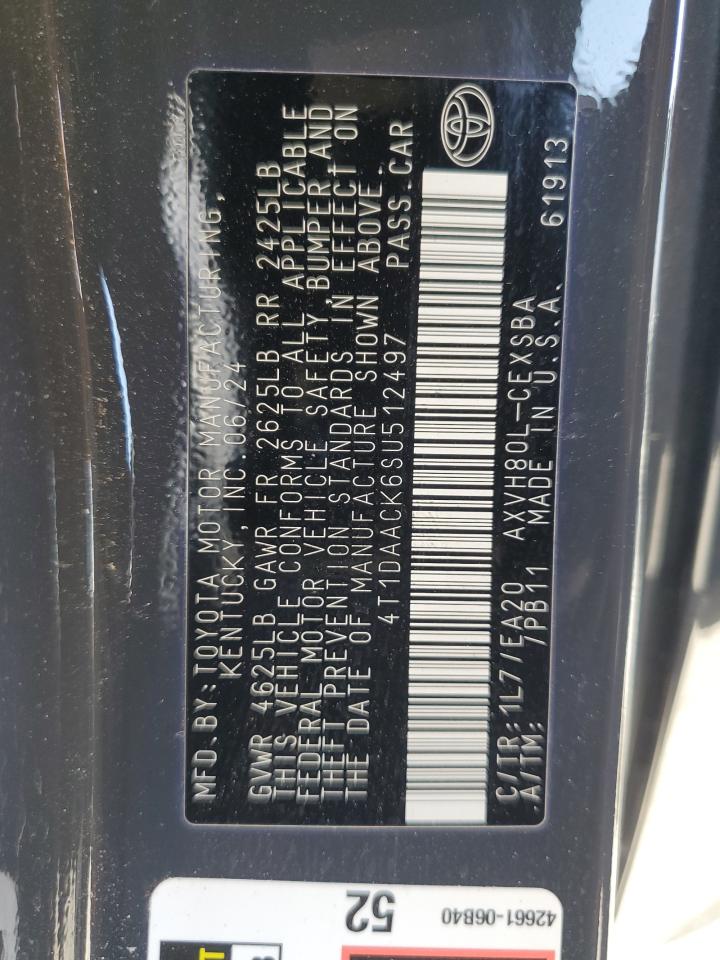 MFD. BY: TOYOTA MOTOR MANUFACTURING,
KENTUCKY, INC 06/24
GVWR 4625LB GAWR FR 2625LB RR 2425LB
THIS VEHICLE CONFORMS TO ALL APPLICABLE
FEDERAL MOTOR VEHICLE SAFETY, BUMPER, AND
THEFT PREVENTION STANDARDS IN EFFECT ON
THE DATE OF MANUFACTURE SHOWN ABOVE.
4T1DAACK6SU512497 PASS.CAR
C/TR: 1L7/EA20 AXVH80L-CEXSBA
A/TM: /PB11 MADE IN U.S.A. 61913
52
42661-06B40